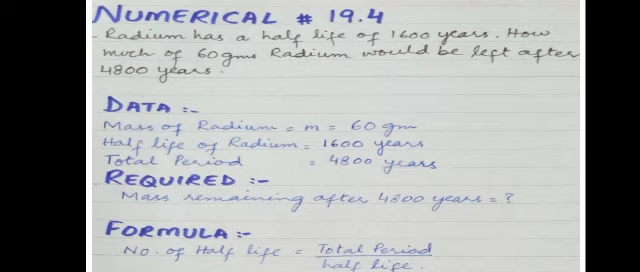 NUMERICAL # 19.4
- Radium has a half life of 1600 years. How
much of 60 gms Radium would be left after
4800 years.
DATA :-
Mass of Radium = m = 60 gm
Half life of Radium = 1600 years
Total Period = 4800 years
REQUIRED :-
Mass remaining after 4800 years = ?
FORMULA :-
No. of Half life = Total Period
half life.